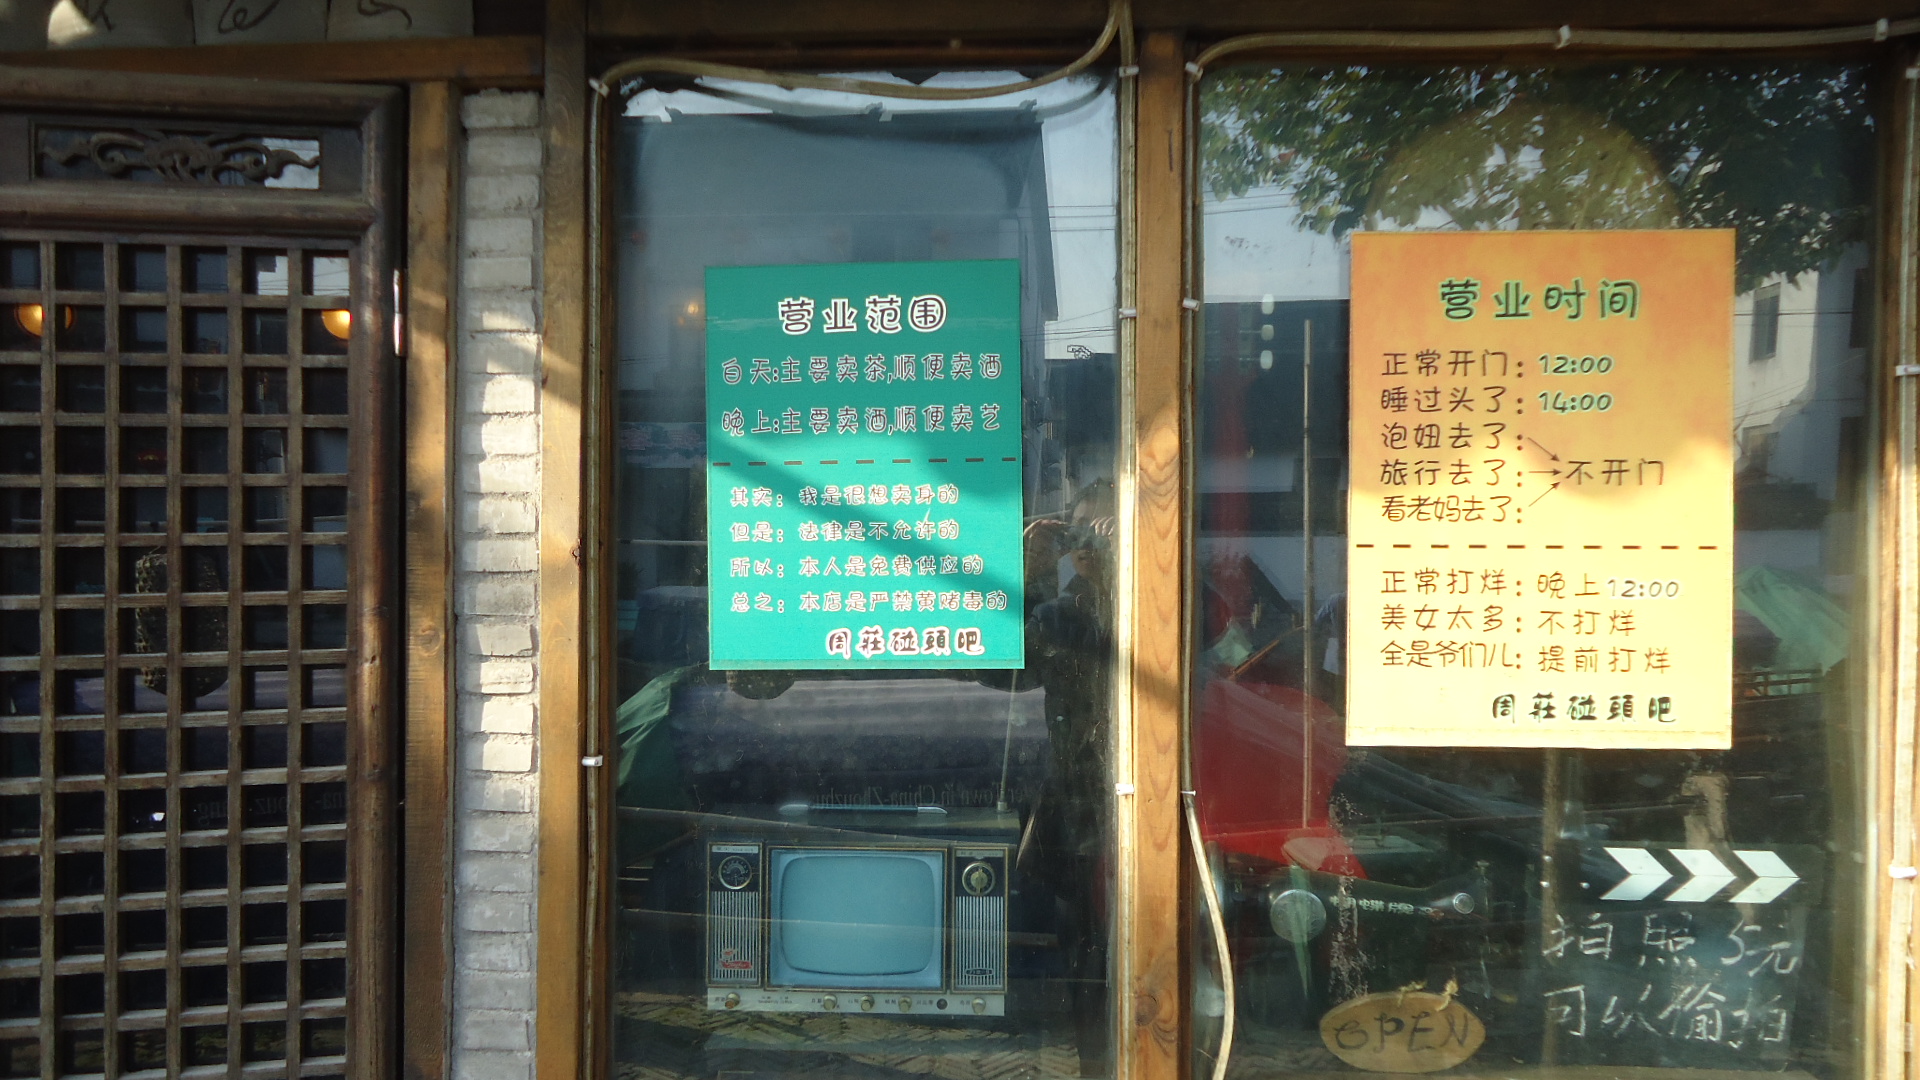 营业范围
白天:主要卖茶,顺便卖酒
晚上:主要卖酒,顺便卖艺
其实: 我是很想卖身的
但是: 法律是不允许的
所以: 本人是免费供应的
总之: 本店是严禁黄赌毒的
周莊碰頭吧
营业时间
正常开门: 12:00
睡过头了: 14:00
泡妞去了:
旅行去了: 不开门
看老妈去了:
正常打烊: 晚上12:00
美女太多: 不打烊
全是爷们儿: 提前打烊
周莊碰頭吧
蝴蝶牌
拍照5元
可以偷拍
OPEN